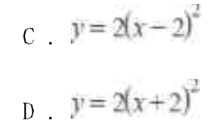 C . y=2(x−2)²
D . y=2(x+2)²